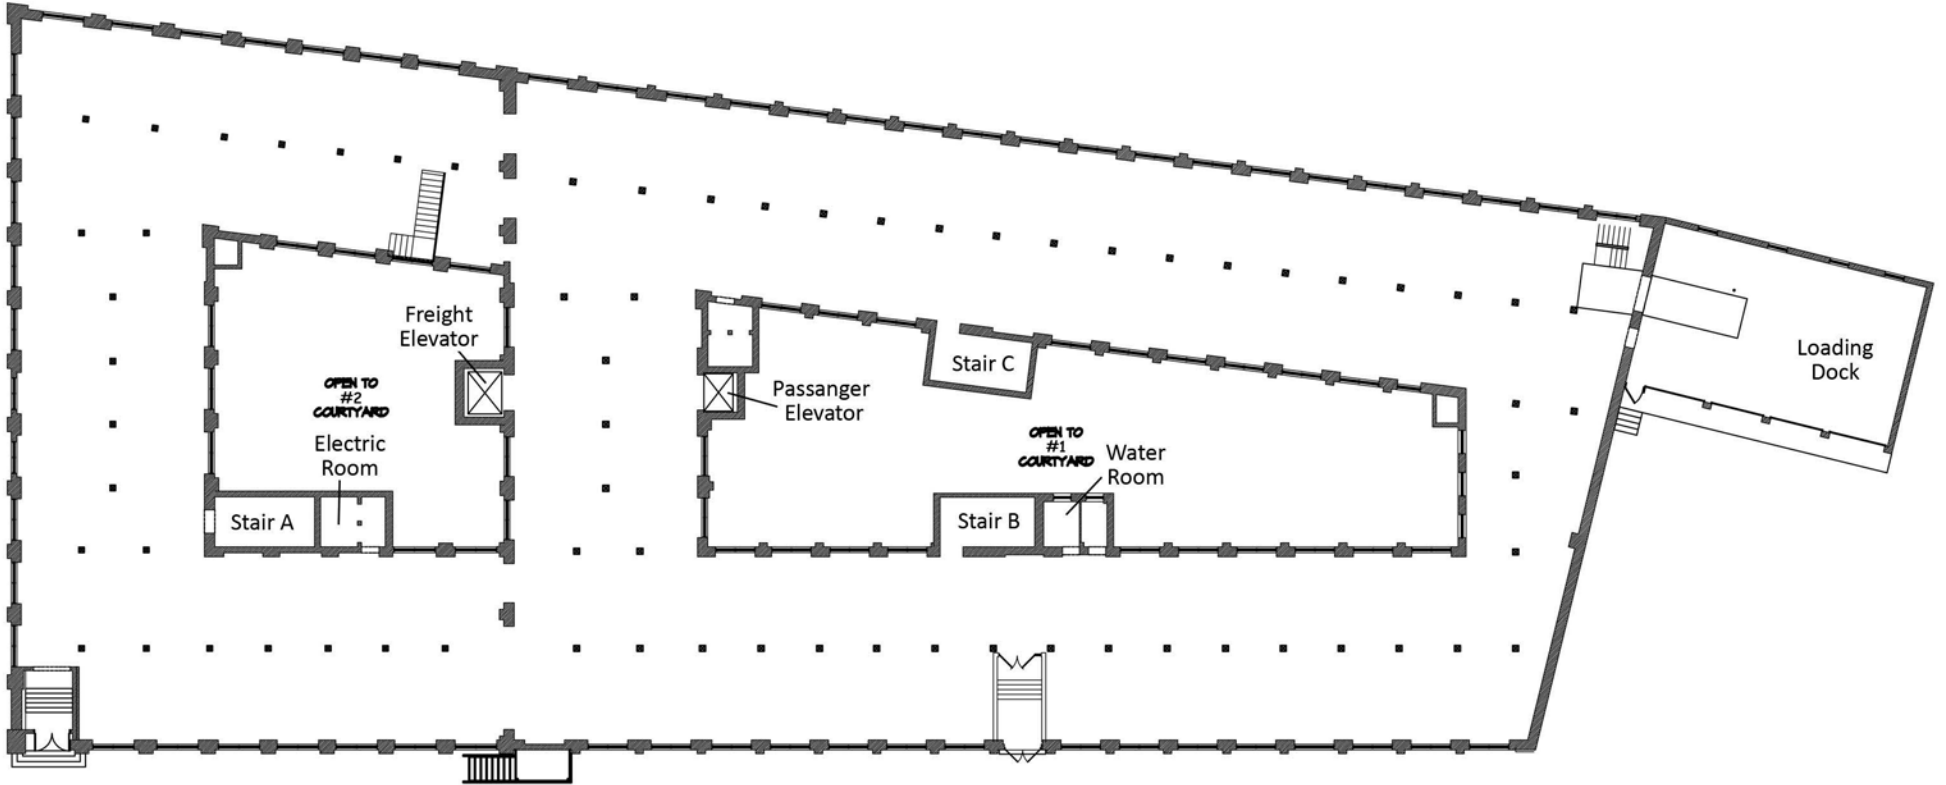 Freight
Elevator
OPEN TO
#2
COURTYARD
Electric
Room
Stair A
Stair C
Passanger
Elevator
OPEN TO
#1
COURTYARD
Water
Room
Stair B
Loading
Dock